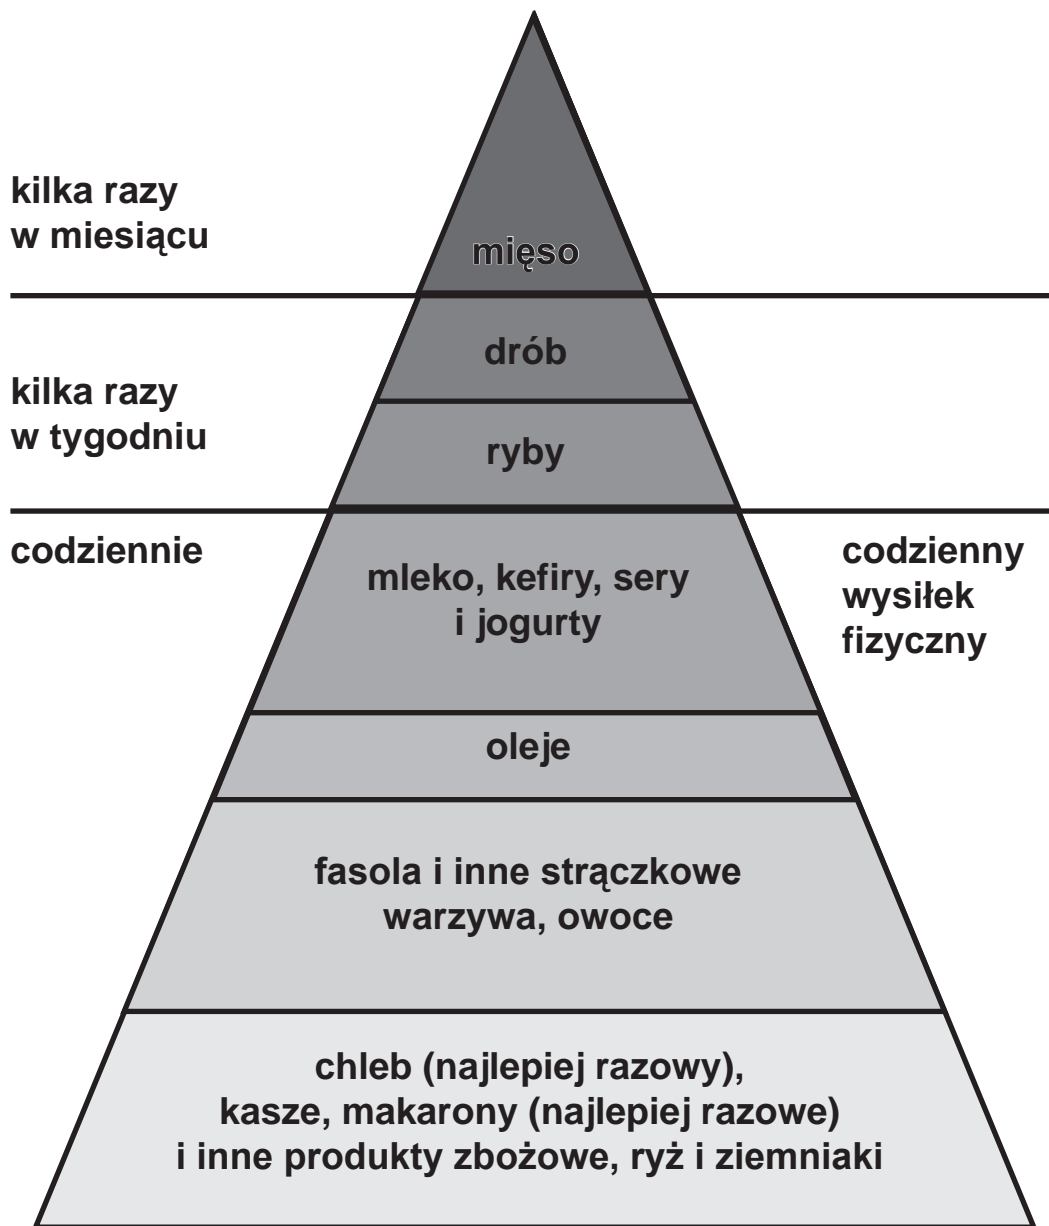 kilka razy
w miesiącu
mięso
drób
kilka razy
w tygodniu
ryby
codziennie
codzienny
wysiłek
fizyczny
mleko, kefiry, sery
i jogurty
oleje
fasola i inne strączkowe
warzywa, owoce
chleb (najlepiej razowy),
kasze, makarony (najlepiej razowe)
i inne produkty zbożowe, ryż i ziemniaki